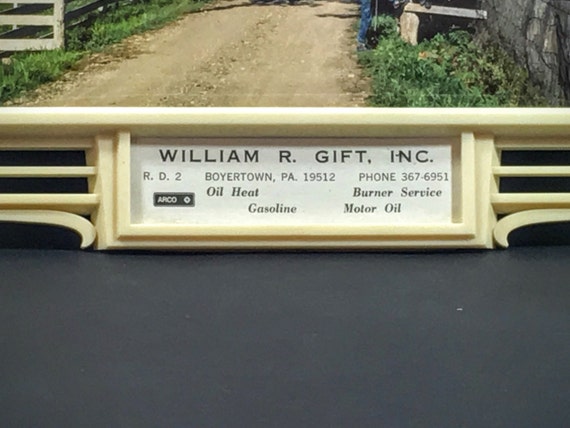 WILLIAM R. GIFT, INC.
R. D. 2 BOYERTOWN, PA. 19512 PHONE 367-6951
Oil Heat Burner Service
ARCO
Gasoline Motor Oil